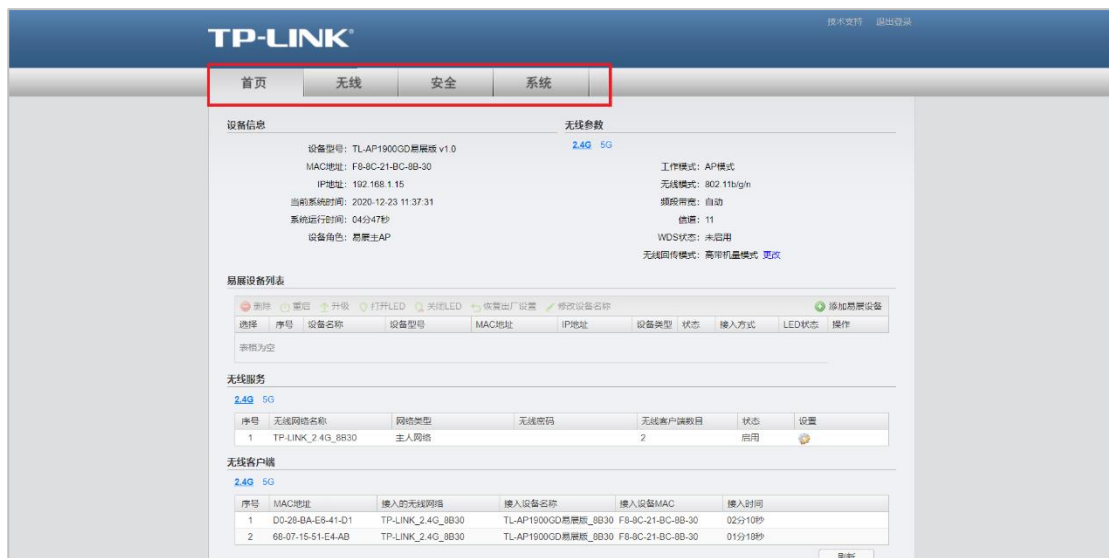 技术支持 退出登录
TP-LINK®
首页 无线 安全 系统
设备信息 无线参数
2.4G 5G
设备型号: TL-AP1900GD易展版 v1.0
MAC地址: F8-8C-21-BC-8B-30 工作模式: AP模式
IP地址: 192.168.1.15 无线模式: 802.11b/g/n
当前系统时间: 2020-12-23 11:37:31 频段带宽: 自动
系统运行时间: 04分47秒 信道: 11
设备角色: 易展主AP WDS状态: 未启用
无线回传模式: 高带机量模式 更改
易展设备列表
删除 重启 升级 打开LED 关闭LED 恢复出厂设置 修改设备名称 添加易展设备
选择 序号 设备名称 设备型号 MAC地址 IP地址 设备类型 状态 接入方式 LED状态 操作
表格为空
无线服务
2.4G 5G
序号 无线网络名称 网络类型 无线密码 无线客户端数目 状态 设置
1 TP-LINK_2.4G_8B30 主人网络 2 启用
无线客户端
2.4G 5G
序号 MAC地址 接入的无线网络 接入设备名称 接入设备MAC 接入时间
1 D0-28-BA-E6-41-D1 TP-LINK_2.4G_8B30 TL-AP1900GD易展版_8B30 F8-8C-21-BC-8B-30 02分10秒
2 68-07-15-51-E4-AB TP-LINK_2.4G_8B30 TL-AP1900GD易展版_8B30 F8-8C-21-BC-8B-30 01分18秒
刷新